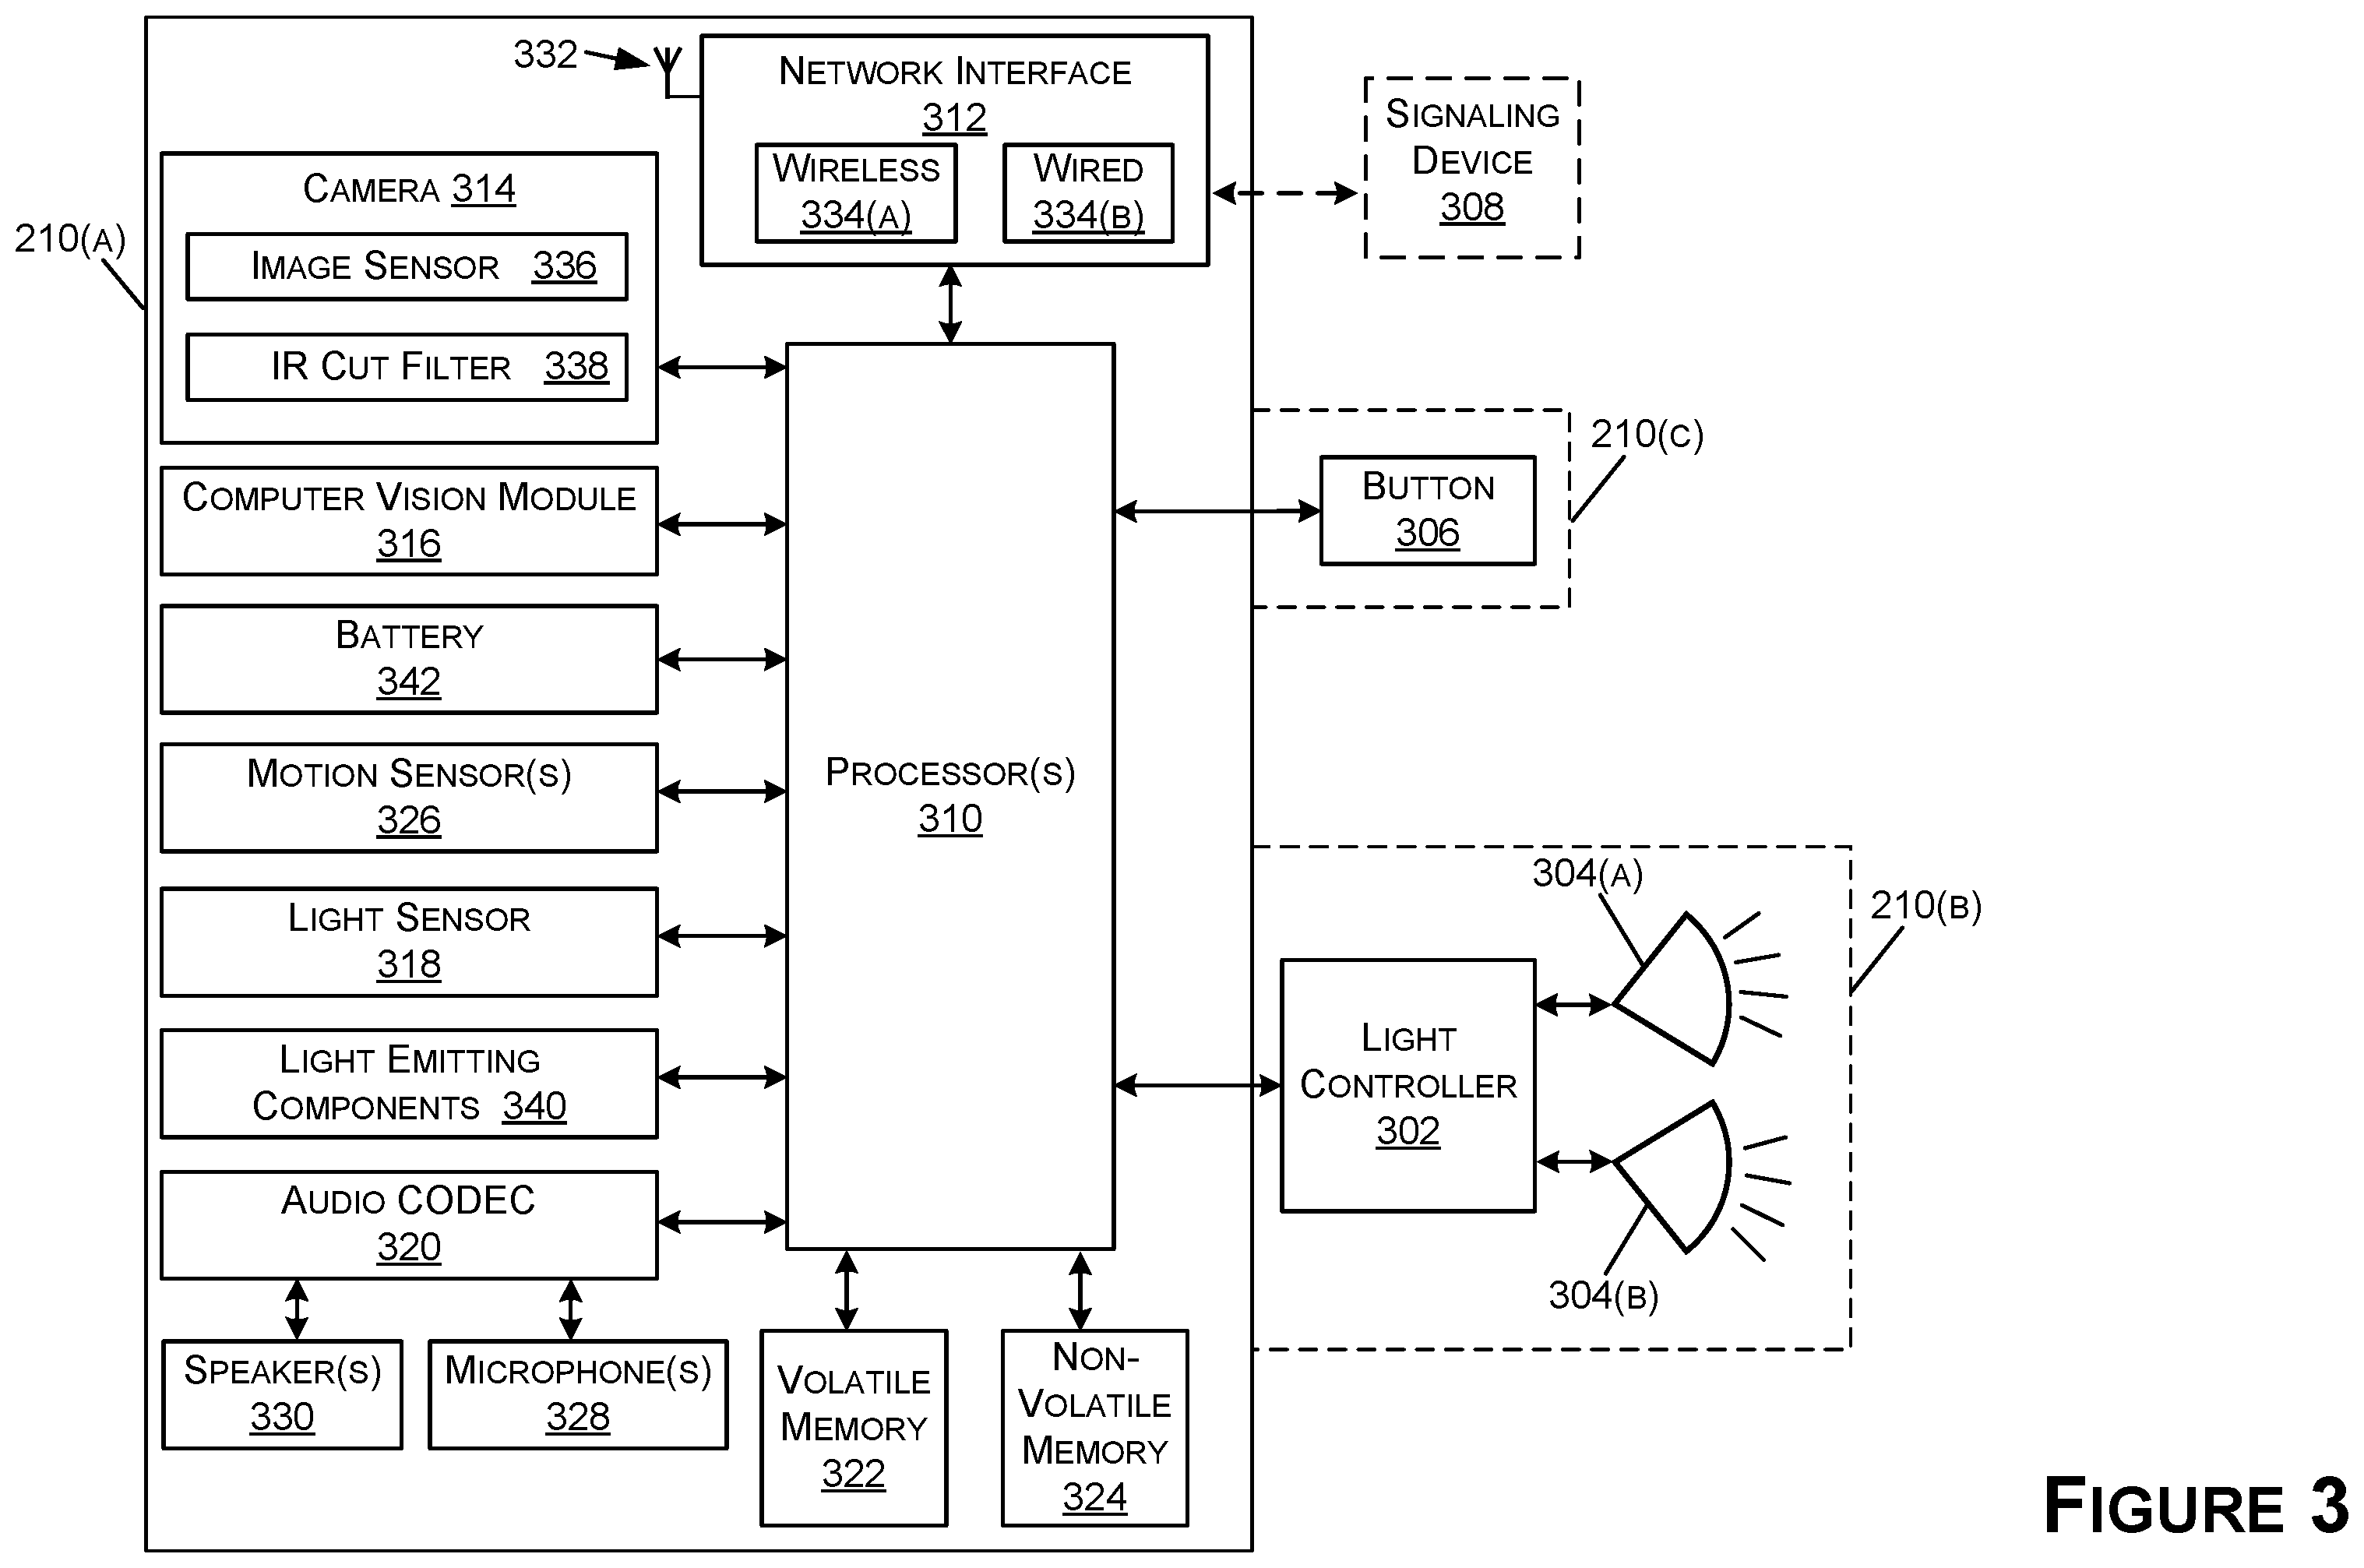 332
NETWORK INTERFACE
312
WIRELESS
334(A)
WIRED
334(B)
SIGNALING
DEVICE
308
210(A)
CAMERA 314
IMAGE SENSOR 336
IR CUT FILTER 338
COMPUTER VISION MODULE
316
BATTERY
342
MOTION SENSOR(S)
326
LIGHT SENSOR
318
LIGHT EMITTING
COMPONENTS 340
AUDIO CODEC
320
SPEAKER(S)
330
MICROPHONE(S)
328
PROCESSOR(S)
310
VOLATILE
MEMORY
322
NON-
VOLATILE
MEMORY
324
210(C)
BUTTON
306
210(B)
304(A)
LIGHT
CONTROLLER
302
304(B)
FIGURE 3